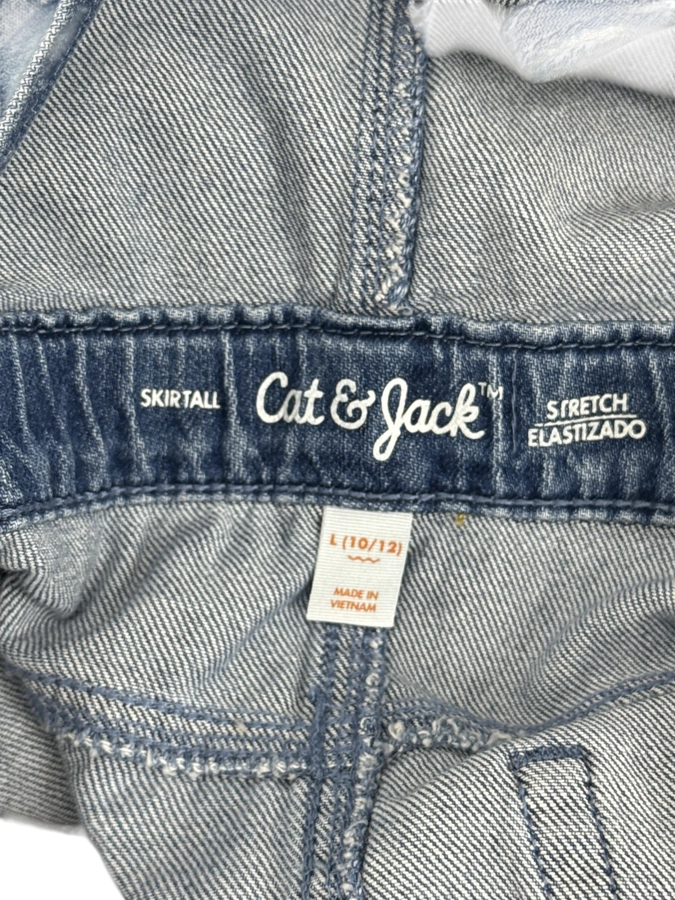 SKIRTALL
Cat & Jack™
STRETCH
ELASTIZADO
L (10/12)
MADE IN
VIETNAM